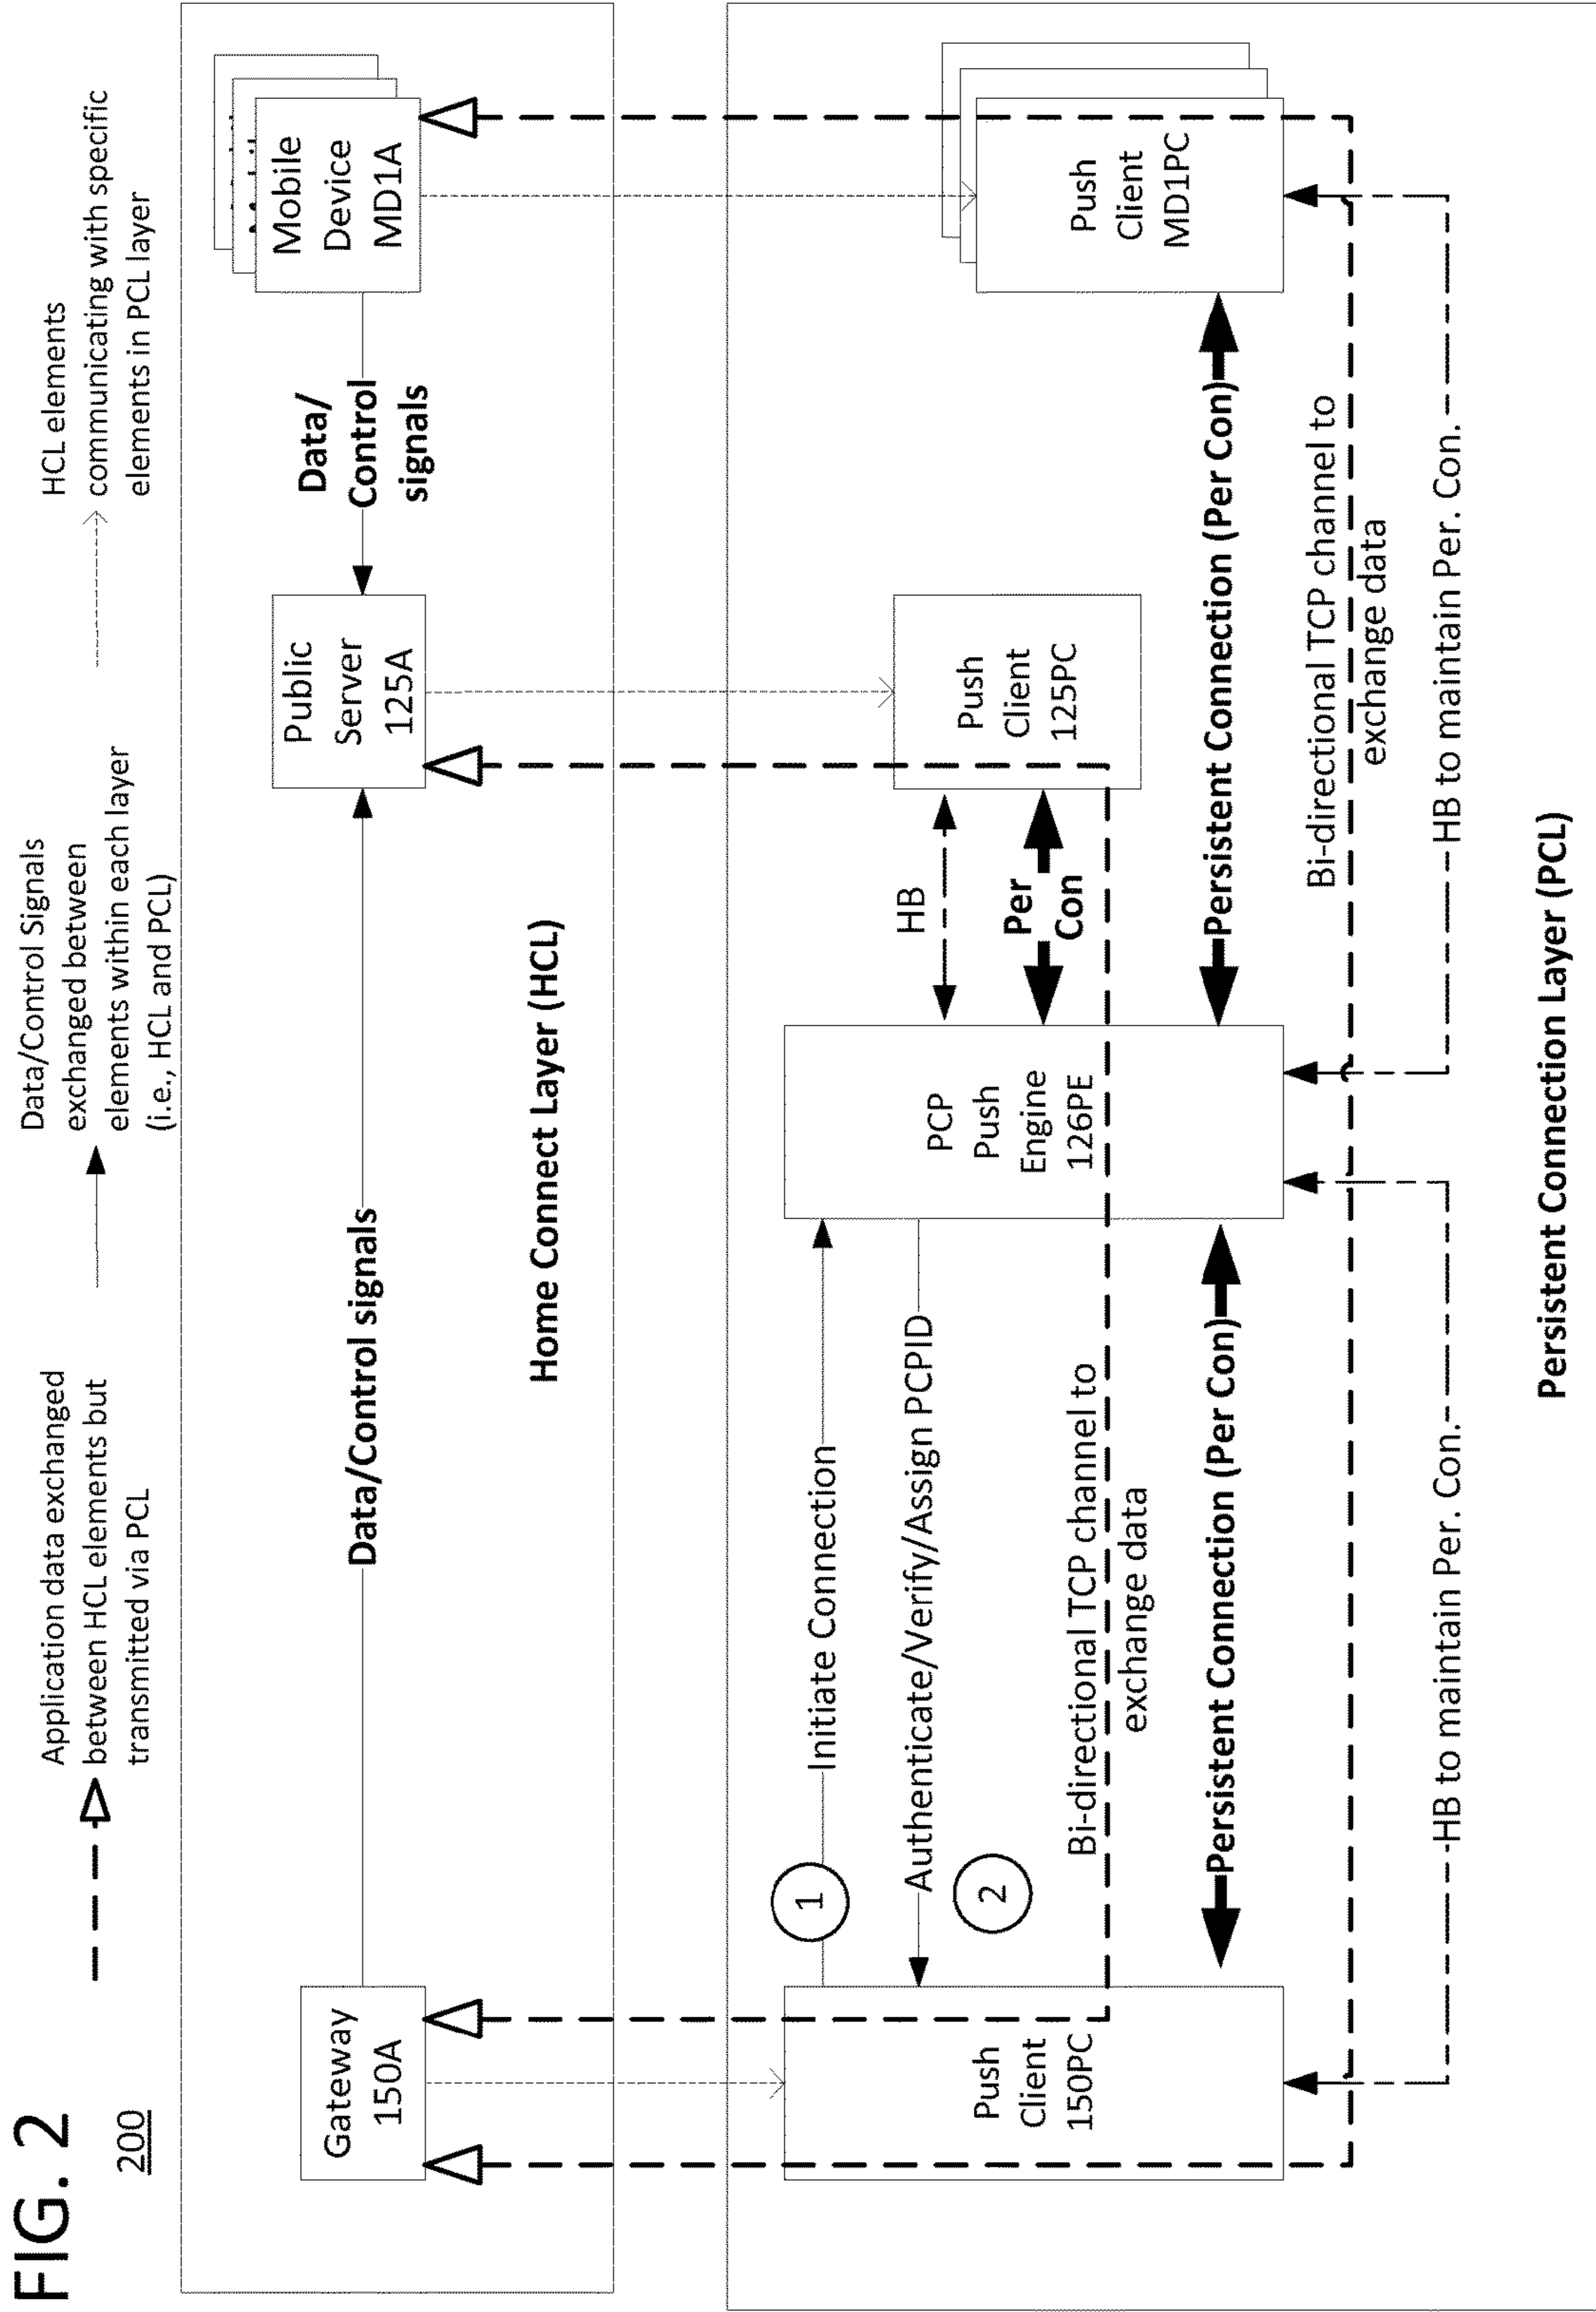 FIG. 2
200
Application data exchanged
between HCL elements but
transmitted via PCL
Data/Control Signals
exchanged between
elements within each layer
(i.e., HCL and PCL)
HCL elements
communicating with specific
elements in PCL layer
Gateway
150A
Data/Control signals
Public
Server
125A
Data/
Control
signals
Mobile
Device
MD1A
Home Connect Layer (HCL)
Push
Client
150PC
1
Initiate Connection
Authenticate/Verify/Assign PCPID
2
Bi-directional TCP channel to
exchange data
Persistent Connection (Per Con)
HB to maintain Per. Con.
PCP
Push
Engine
126PE
HB
Per
Con
Push
Client
125PC
Persistent Connection (Per Con)
Bi-directional TCP channel to
exchange data
HB to maintain Per. Con.
Push
Client
MD1PC
Persistent Connection Layer (PCL)